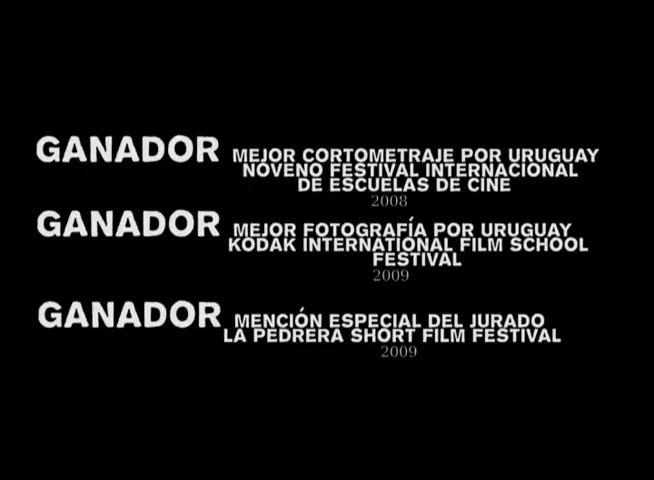 GANADOR MEJOR CORTOMETRAJE POR URUGUAY
NOVENO FESTIVAL INTERNACIONAL
DE ESCUELAS DE CINE
2008
GANADOR MEJOR FOTOGRAFÍA POR URUGUAY
KODAK INTERNATIONAL FILM SCHOOL
FESTIVAL
2009
GANADOR MENCIÓN ESPECIAL DEL JURADO
LA PEDRERA SHORT FILM FESTIVAL
2009